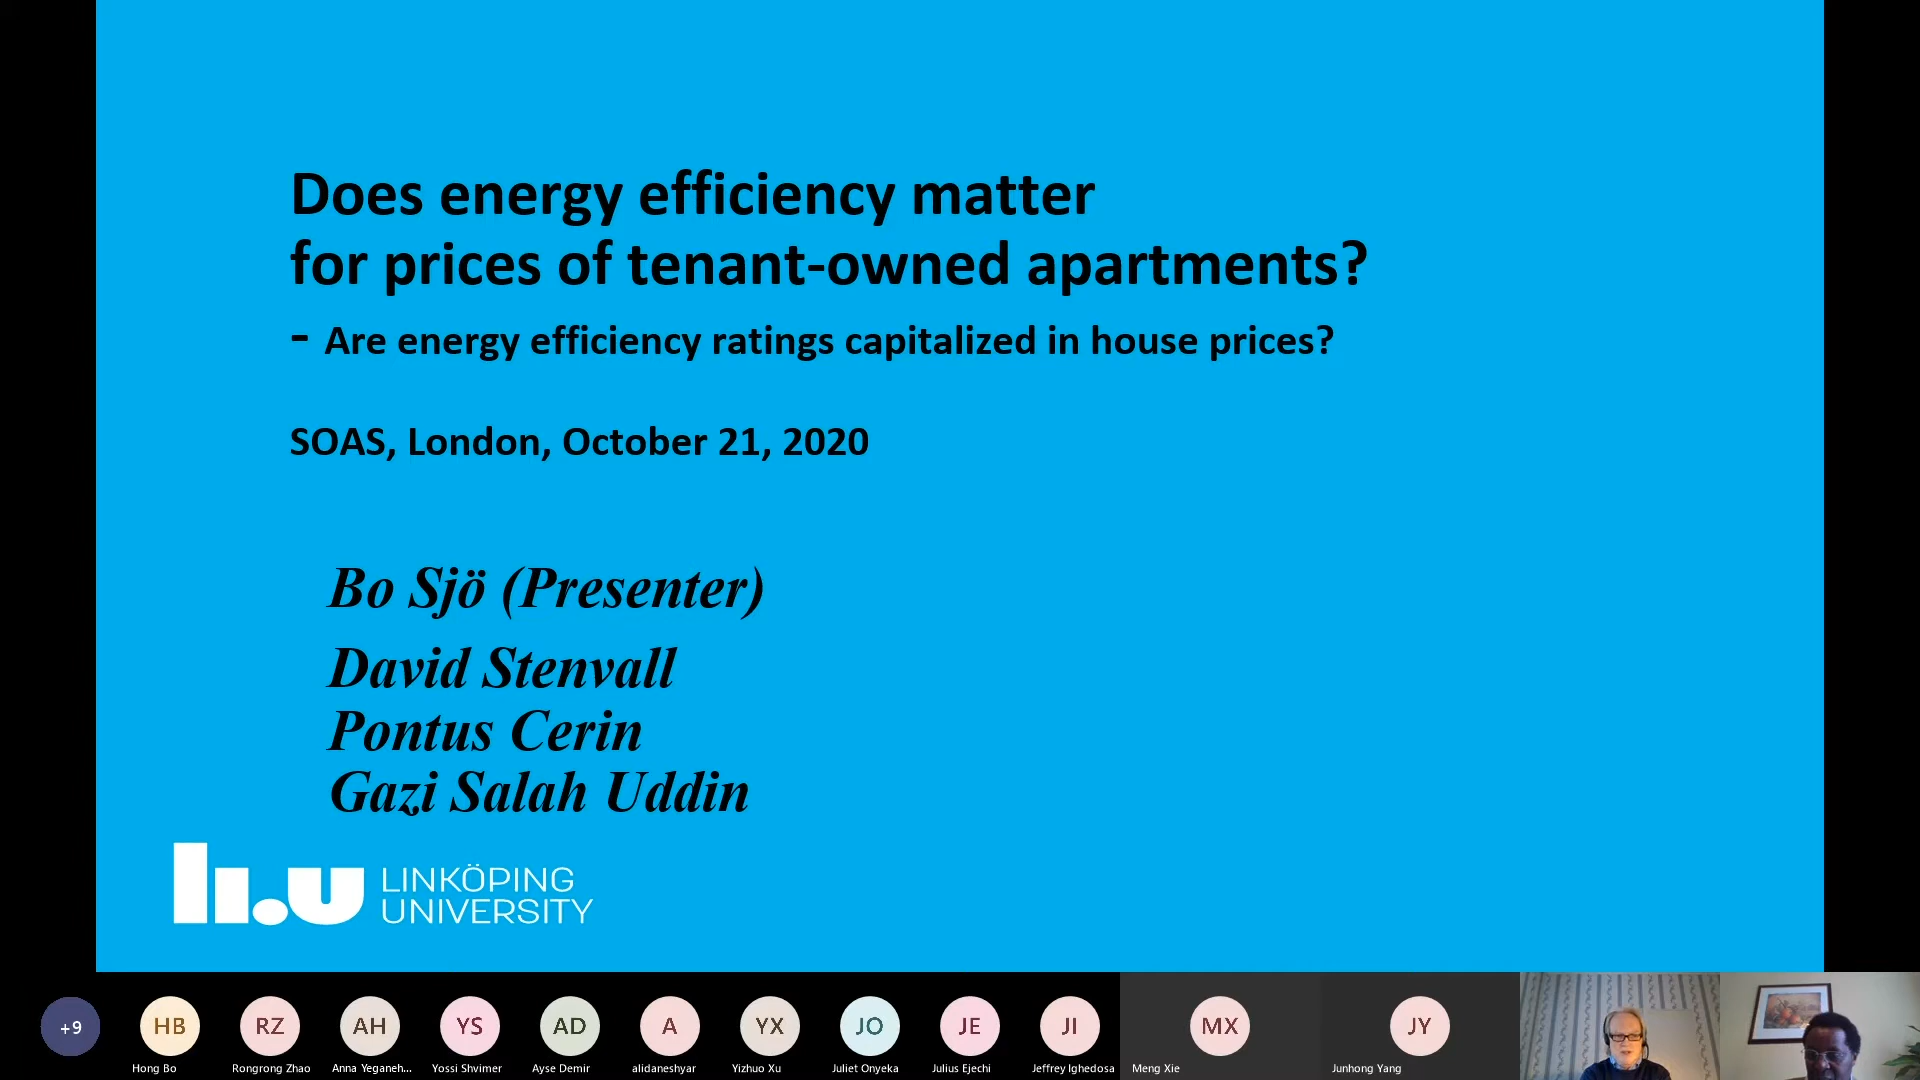 Does energy efficiency matter
for prices of tenant-owned apartments?
- Are energy efficiency ratings capitalized in house prices?
SOAS, London, October 21, 2020
Bo Sjö (Presenter)
David Stenvall
Pontus Cerin
Gazi Salah Uddin
li.u LINKÖPING
UNIVERSITY
+9 HB RZ AH YS AD A YX JO JE JI MX JY
Hong Bo Rongrong Zhao Anna Yeganeh... Yossi Shvimer Ayse Demir alidaneshyar Yizhuo Xu Juliet Onyeka Julius Ejechi Jeffrey Ighedosa Meng Xie Junhong Yang